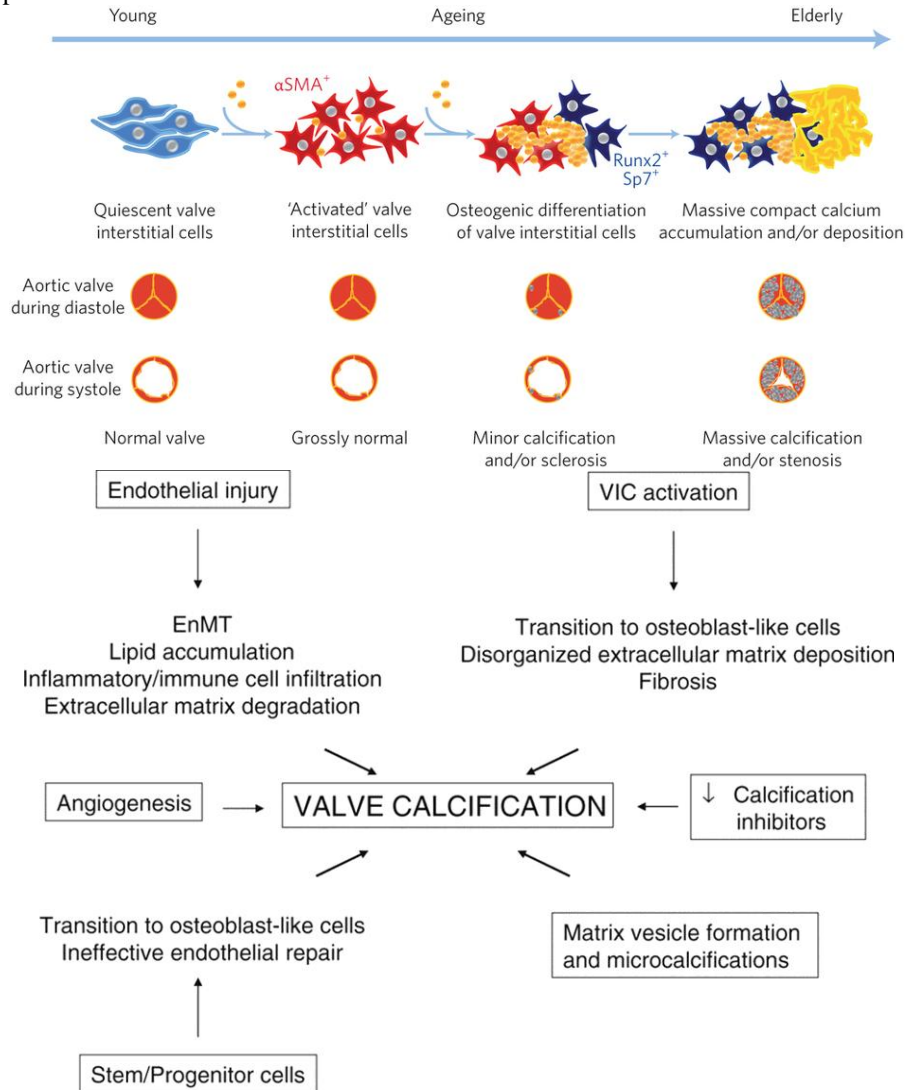 Young Ageing Elderly
αSMA⁺
Runx2⁺
Sp7⁺
Quiescent valve
interstitial cells
'Activated' valve
interstitial cells
Osteogenic differentiation
of valve interstitial cells
Massive compact calcium
accumulation and/or deposition
Aortic valve
during diastole
Aortic valve
during systole
Normal valve
Grossly normal
Minor calcification
and/or sclerosis
Massive calcification
and/or stenosis
Endothelial injury
EnMT
Lipid accumulation
Inflammatory/immune cell infiltration
Extracellular matrix degradation
VIC activation
Transition to osteoblast-like cells
Disorganized extracellular matrix deposition
Fibrosis
Angiogenesis
VALVE CALCIFICATION
↓ Calcification
inhibitors
Transition to osteoblast-like cells
Ineffective endothelial repair
Matrix vesicle formation
and microcalcifications
Stem/Progenitor cells